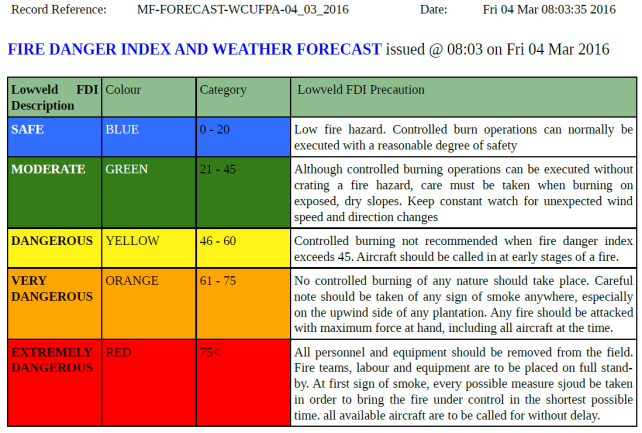 Record Reference: MF-FORECAST-WCUFPA-04_03_2016 Date: Fri 04 Mar 08:03:35 2016
FIRE DANGER INDEX AND WEATHER FORECAST issued @ 08:03 on Fri 04 Mar 2016
Lowveld FDI Description Colour Category Lowveld FDI Precaution
SAFE BLUE 0 - 20 Low fire hazard. Controlled burn operations can normally be
executed with a reasonable degree of safety
MODERATE GREEN 21 - 45 Although controlled burning operations can be executed without
crating a fire hazard, care must be taken when burning on
exposed, dry slopes. Keep constant watch for unexpected wind
speed and direction changes
DANGEROUS YELLOW 46 - 60 Controlled burning not recommended when fire danger index
exceeds 45. Aircraft should be called in at early stages of a fire.
VERY DANGEROUS ORANGE 61 - 75 No controlled burning of any nature should take place. Careful
note should be taken of any sign of smoke anywhere, especially
on the upwind side of any plantation. Any fire should be attacked
with maximum force at hand, including all aircraft at the time.
EXTREMELY DANGEROUS RED 75< All personnel and equipment should be removed from the field.
Fire teams, labour and equipment are to be placed on full stand-
by. At first sign of smoke, every possible measure sjoud be taken
in order to bring the fire under control in the shortest possible
time. all available aircraft are to be called for without delay.